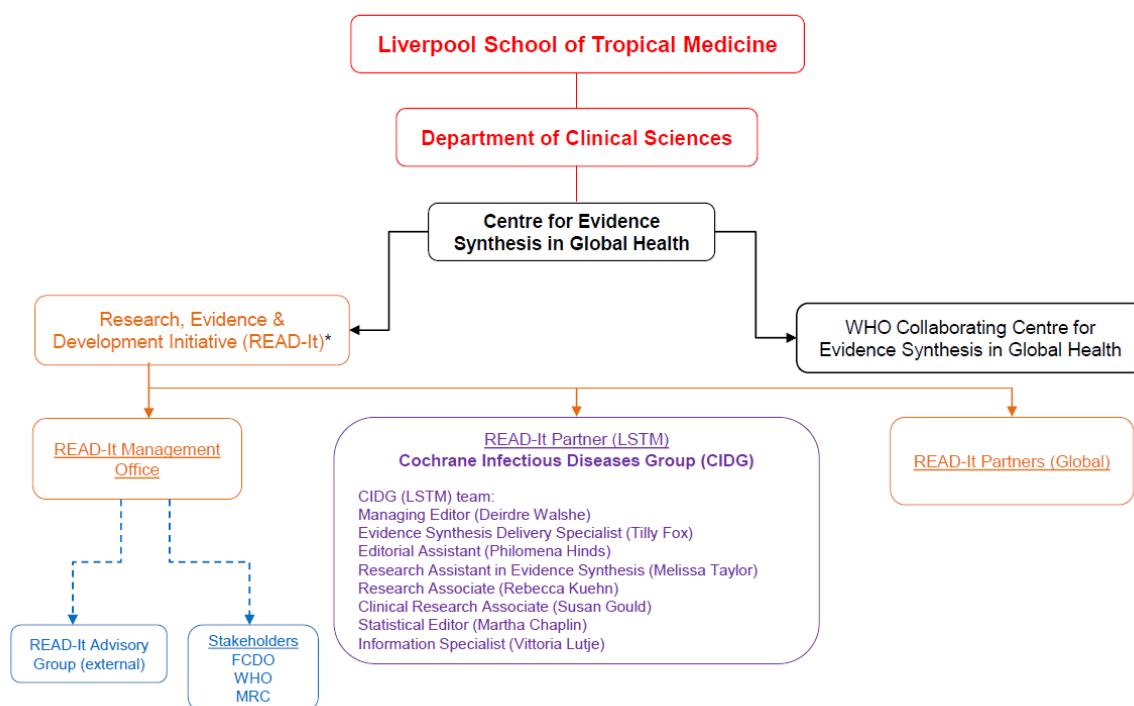 Liverpool School of Tropical Medicine
Department of Clinical Sciences
Centre for Evidence
Synthesis in Global Health
Research, Evidence &
Development Initiative (READ-It)*
WHO Collaborating Centre for
Evidence Synthesis in Global Health
READ-It Management
Office
READ-It Partner (LSTM)
Cochrane Infectious Diseases Group (CIDG)
CIDG (LSTM) team:
Managing Editor (Deirdre Walshe)
Evidence Synthesis Delivery Specialist (Tilly Fox)
Editorial Assistant (Philomena Hinds)
Research Assistant in Evidence Synthesis (Melissa Taylor)
Research Associate (Rebecca Kuehn)
Clinical Research Associate (Susan Gould)
Statistical Editor (Martha Chaplin)
Information Specialist (Vittoria Lutje)
READ-It Partners (Global)
READ-It Advisory
Group (external)
Stakeholders
FCDO
WHO
MRC